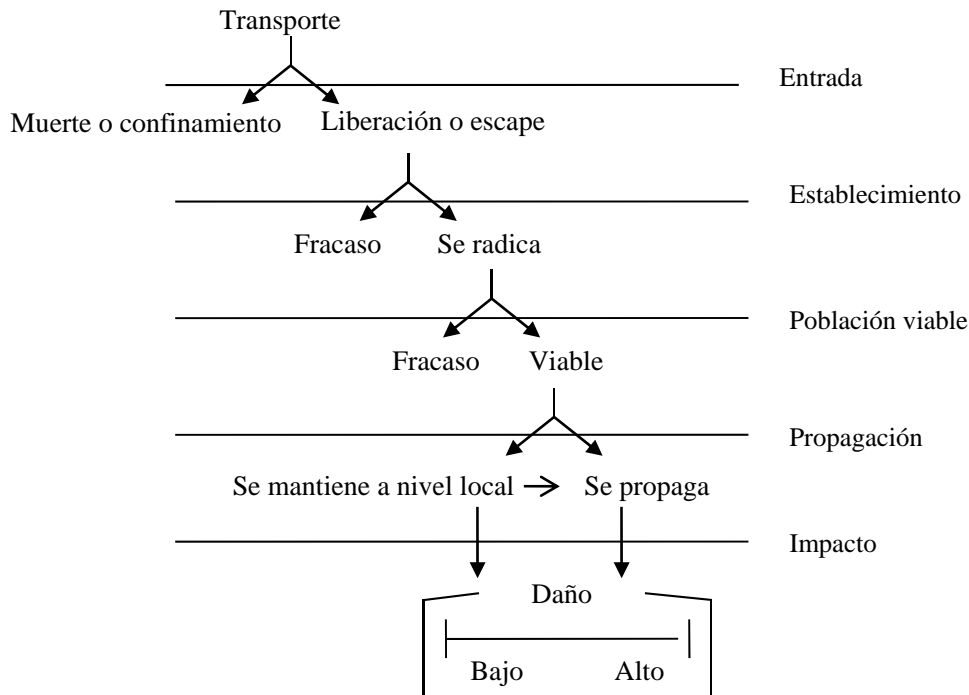 Transporte
Entrada
Muerte o confinamiento
Liberación o escape
Establecimiento
Fracaso
Se radica
Población viable
Fracaso
Viable
Propagación
Se mantiene a nivel local
Se propaga
Impacto
Daño
Bajo
Alto